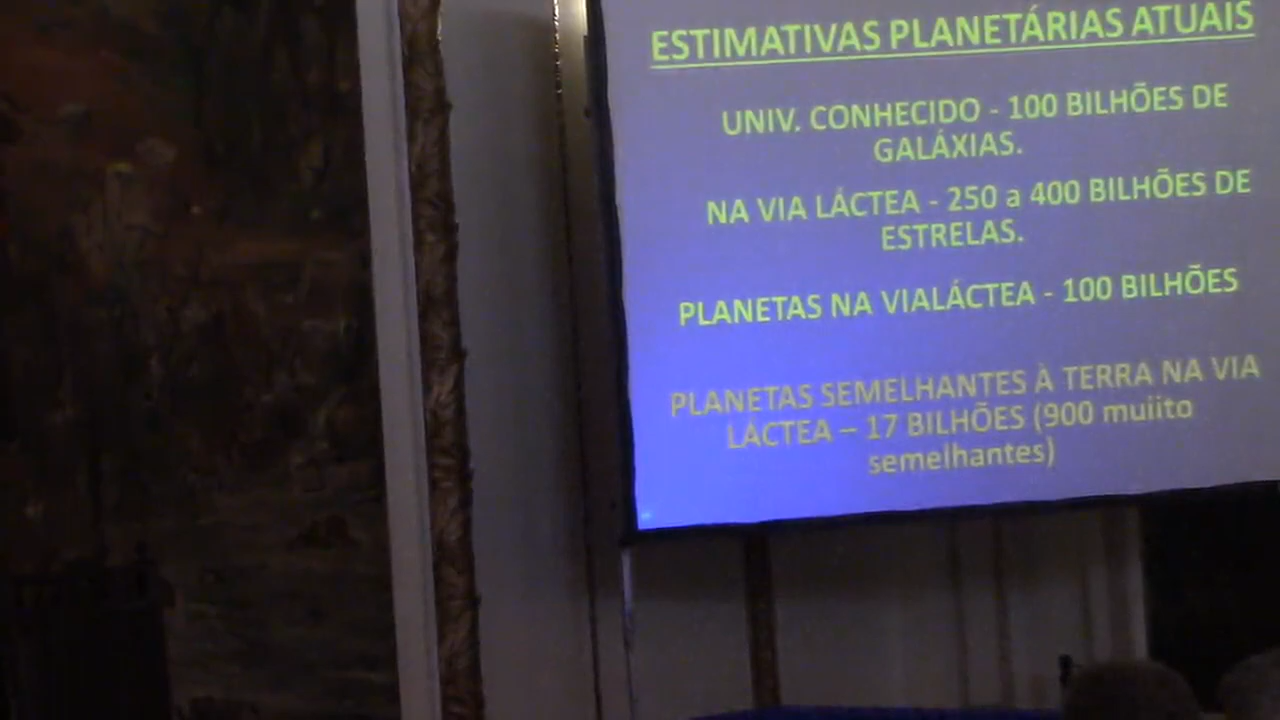 ESTIMATIVAS PLANETÁRIAS ATUAIS
UNIV. CONHECIDO - 100 BILHÕES DE
GALÁXIAS.
NA VIA LÁCTEA - 250 a 400 BILHÕES DE
ESTRELAS.
PLANETAS NA VIALÁCTEA - 100 BILHÕES
PLANETAS SEMELHANTES À TERRA NA VIA
LÁCTEA – 17 BILHÕES (900 muiito
semelhantes)